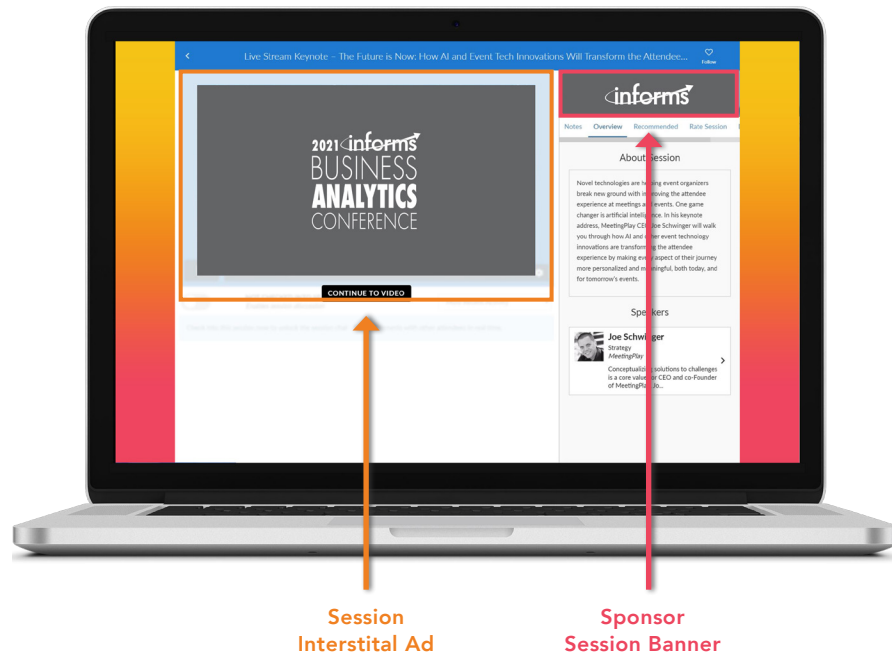 Live Stream Keynote – The Future is Now: How AI and Event Tech Innovations Will Transform the Attendee...
Follow
2021 informs
BUSINESS
ANALYTICS
CONFERENCE
CONTINUE TO VIDEO
informs
Notes Overview Recommended Rate Session
About Session
Novel technologies are helping event organizers
break new ground with improving the attendee
experience at meetings and events. One game
changer is artificial intelligence. In his keynote
address, MeetingPlay CEO Joe Schwinger will walk
you through how AI and other event technology
innovations are transforming the attendee
experience by making every aspect of their journey
more personalized and meaningful, both today, and
for tomorrow's events.
Speakers
Joe Schwinger
Strategy
MeetingPlay
Conceptualizing solutions to challenges
is a core value for CEO and co-Founder
of MeetingPlay, Jo...
Session
Interstital Ad
Sponsor
Session Banner